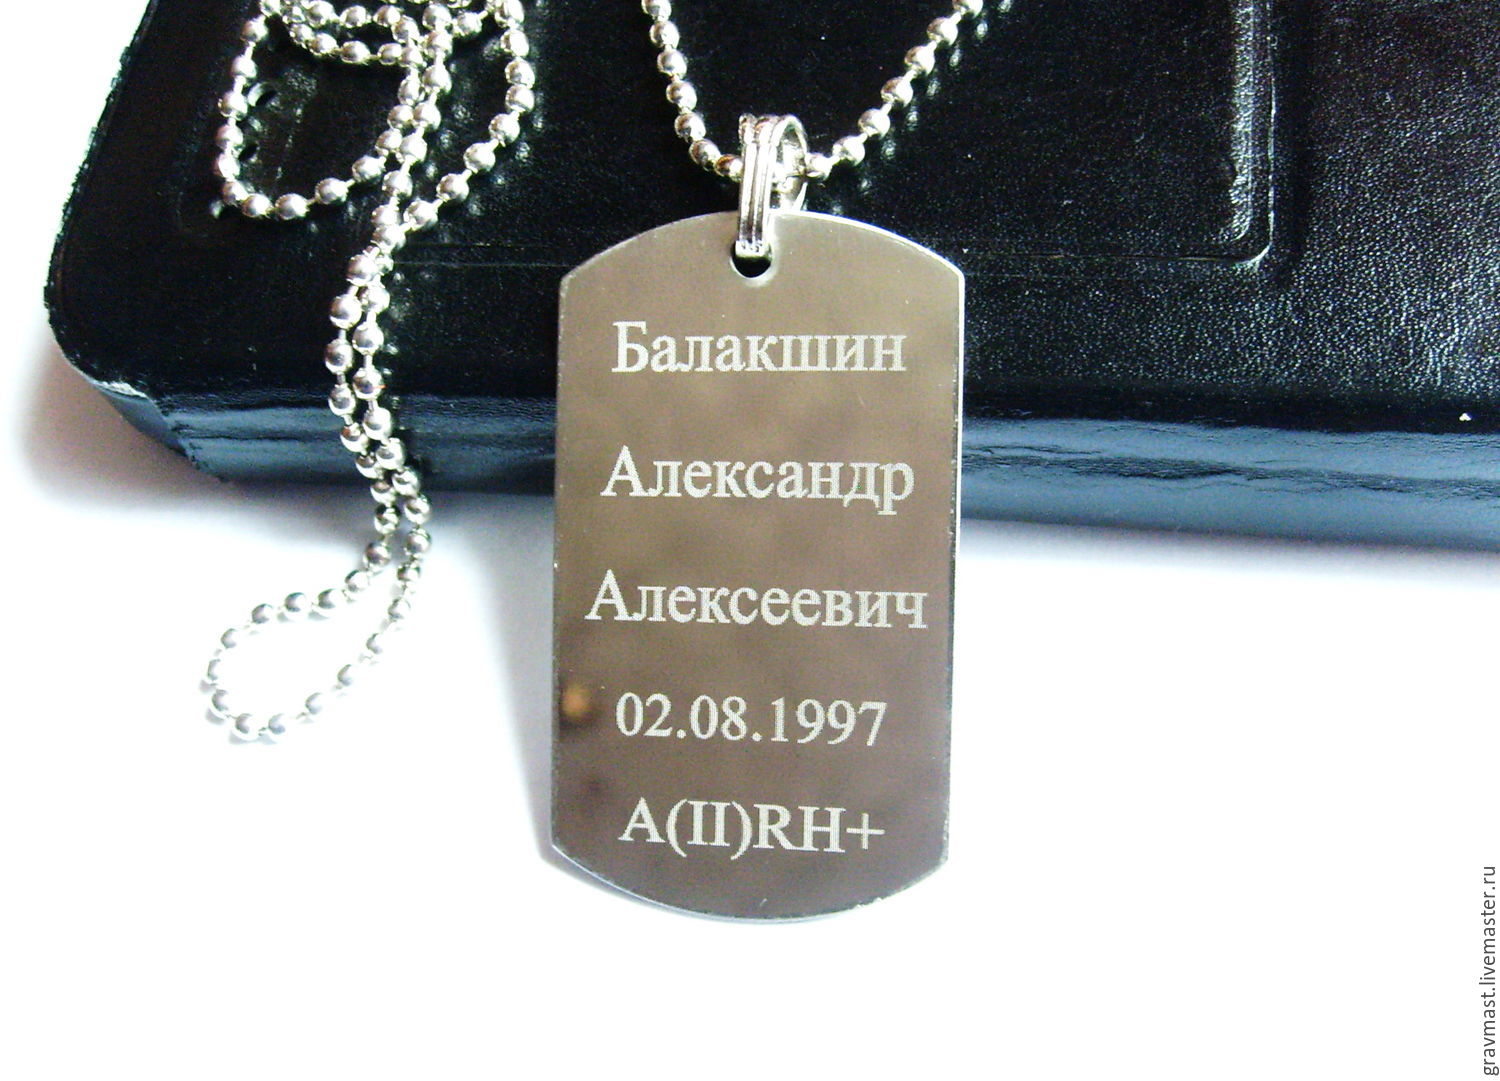 Балакшин
Александр
Алексеевич
02.08.1997
A(II)RH+
gravmast.livemaster.ru